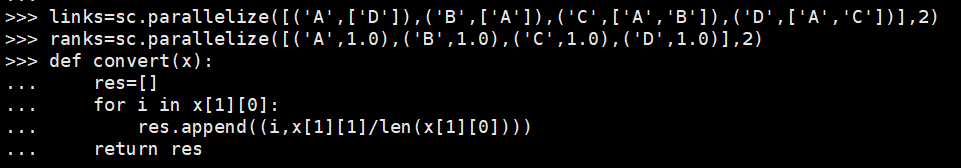 >>> links=sc.parallelize([('A',['D']),('B',['A']),('C',['A','B']),('D',['A','C'])],2)
>>> ranks=sc.parallelize([('A',1.0),('B',1.0),('C',1.0),('D',1.0)],2)
>>> def convert(x):
...     res=[]
...     for i in x[1][0]:
...         res.append((i,x[1][1]/len(x[1][0])))
...     return res